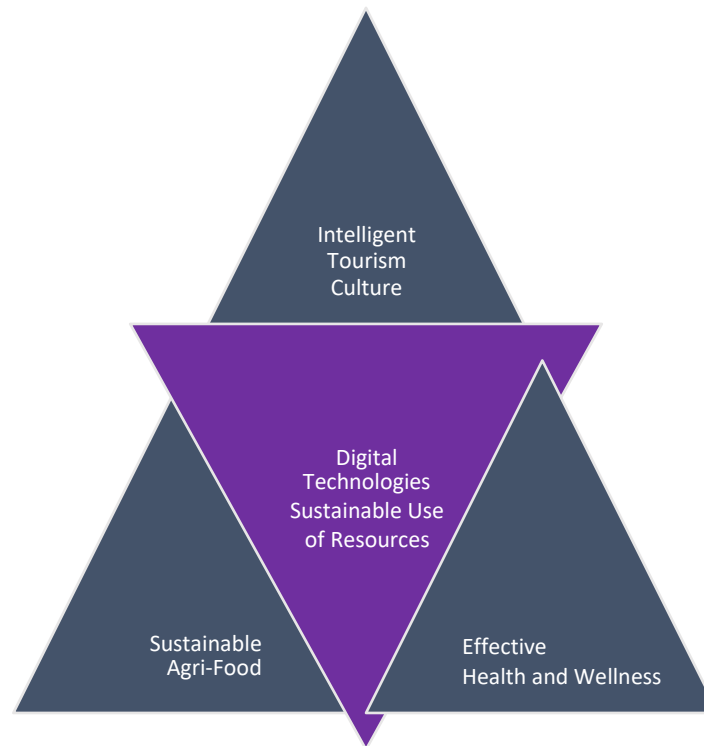 Intelligent
Tourism
Culture
Digital
Technologies
Sustainable Use
of Resources
Sustainable
Agri-Food
Effective
Health and Wellness